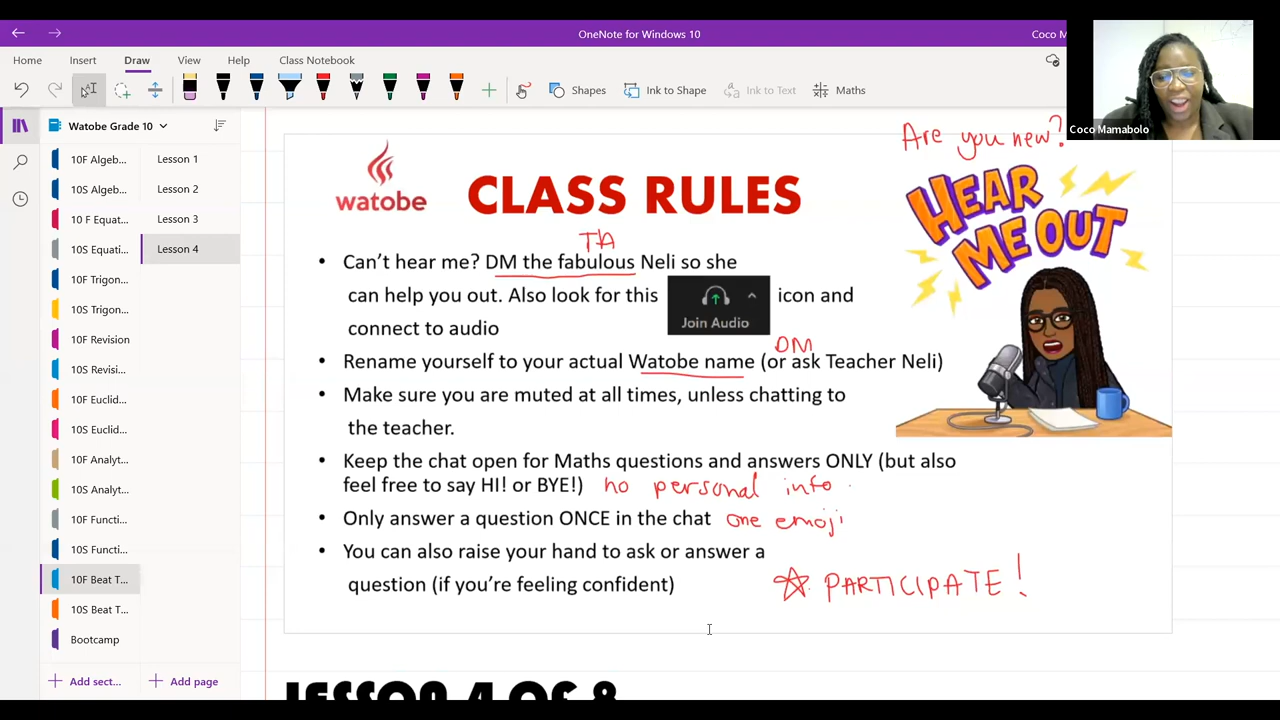 OneNote for Windows 10
Coco M
Home Insert Draw View Help Class Notebook
Shapes Ink to Shape Ink to Text Maths
Coco Mamabolo
Watobe Grade 10
10F Algeb...
10S Algeb...
10 F Equat...
10S Equati...
10F Trigon...
10S Trigon...
10F Revision
10S Revisi...
10F Euclid...
10S Euclid...
10F Analyt...
10S Analyt...
10F Functi...
10S Functi...
10F Beat T...
10S Beat T...
Bootcamp
Add sect...
Lesson 1
Lesson 2
Lesson 3
Lesson 4
Add page
Are you new?
watobe
CLASS RULES
HEAR
ME OUT
TA
• Can't hear me? DM the fabulous Neli so she
can help you out. Also look for this icon and
Join Audio
connect to audio
DM
• Rename yourself to your actual Watobe name (or ask Teacher Neli)
• Make sure you are muted at all times, unless chatting to
the teacher.
• Keep the chat open for Maths questions and answers ONLY (but also
feel free to say HI! or BYE!) no personal info
• Only answer a question ONCE in the chat one emoji
• You can also raise your hand to ask or answer a
question (if you're feeling confident)
PARTICIPATE!
LESSON 4 OF 8